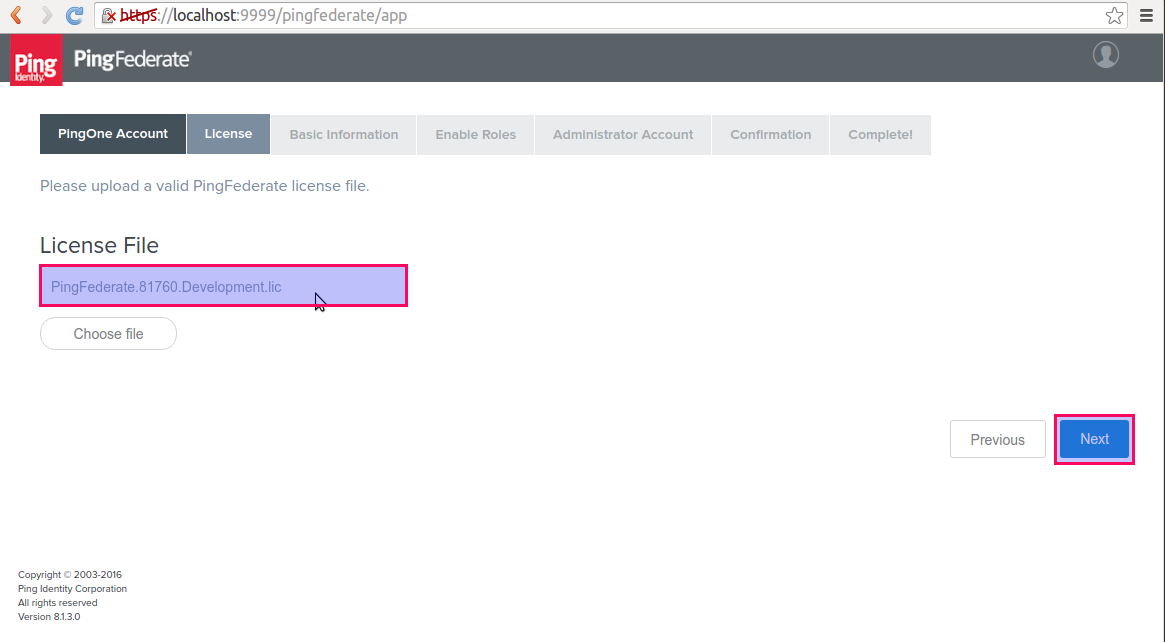 https://localhost:9999/pingfederate/app
Ping
Identity.
PingFederate®
PingOne Account
License
Basic Information
Enable Roles
Administrator Account
Confirmation
Complete!
Please upload a valid PingFederate license file.
License File
PingFederate.81760.Development.lic
Choose file
Previous
Next
Copyright © 2003-2016
Ping Identity Corporation
All rights reserved
Version 8.1.3.0